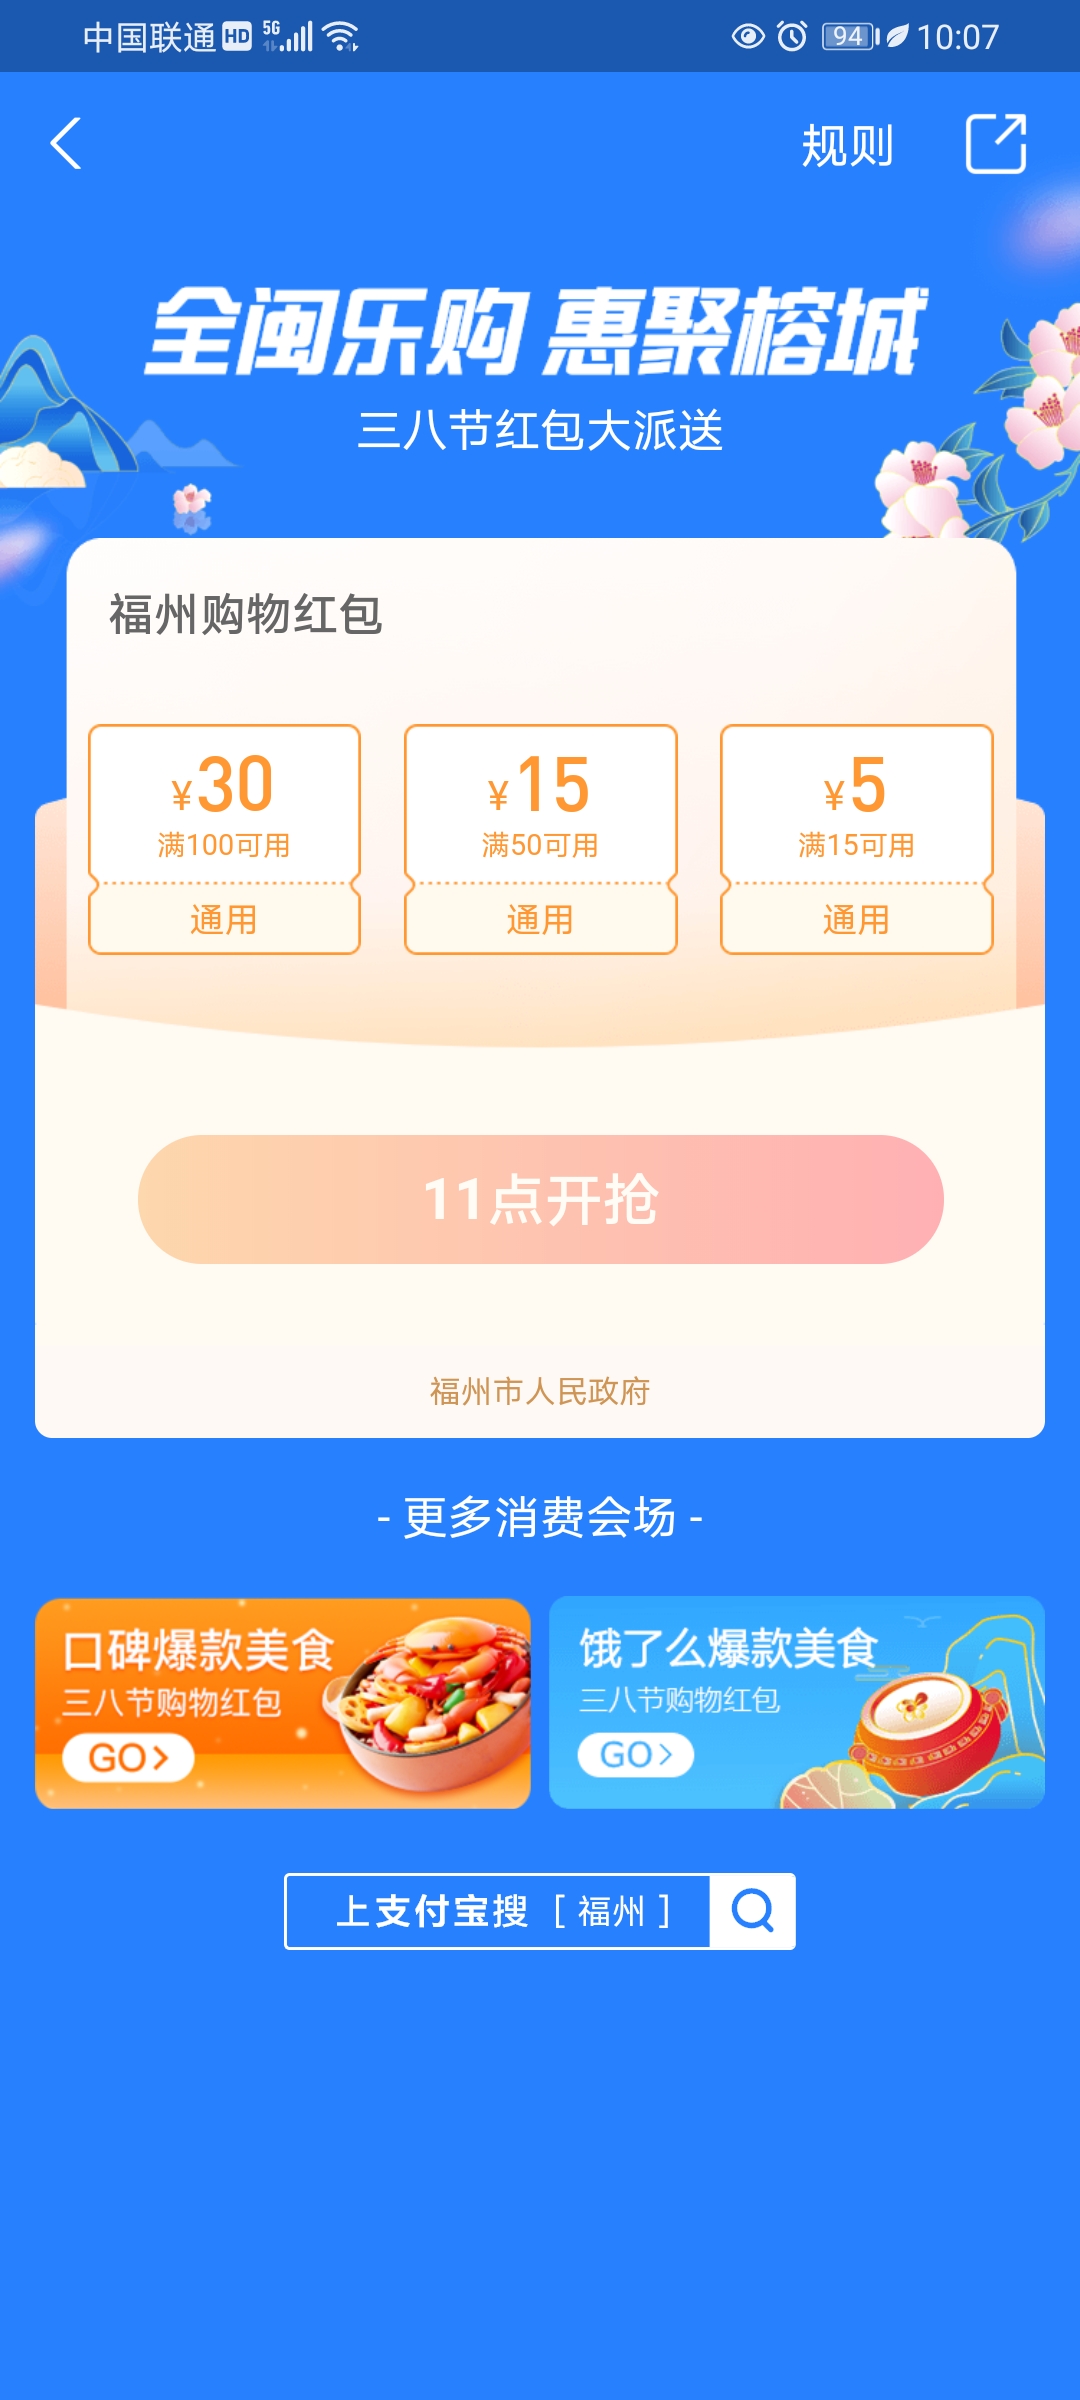 中国联通 HD 5G 94 10:07
规则
全闽乐购 惠聚榕城
三八节红包大派送
福州购物红包
¥30 ¥15 ¥5
满100可用 满50可用 满15可用
通用 通用 通用
11点开抢
福州市人民政府
- 更多消费会场 -
口碑爆款美食
三八节购物红包
GO>
饿了么爆款美食
三八节购物红包
GO>
上支付宝搜 [ 福州 ]